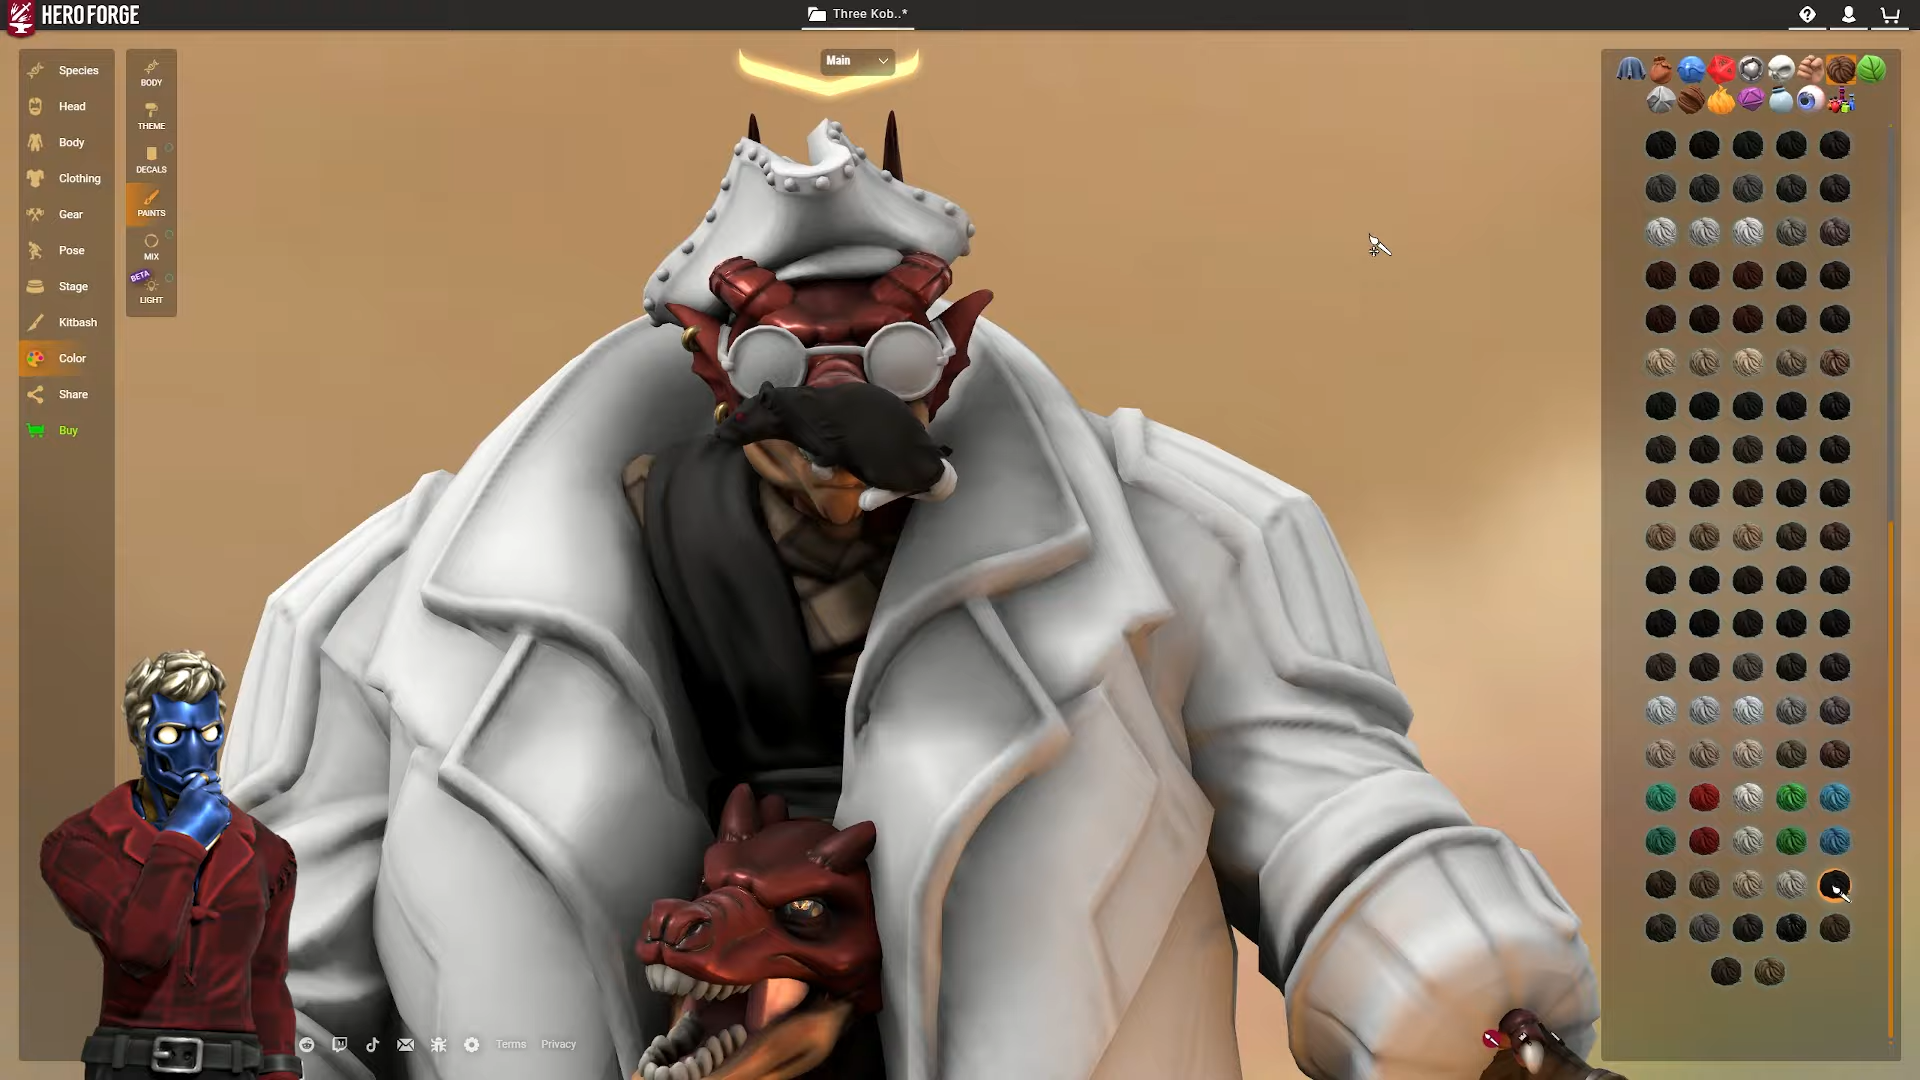 HERO FORGE
Three Kob..*
Main
Species
Head
Body
Clothing
Gear
Pose
Stage
Kitbash
Color
Share
Buy
BODY
THEME
DECALS
PAINTS
MIX
BETA
LIGHT
Terms
Privacy